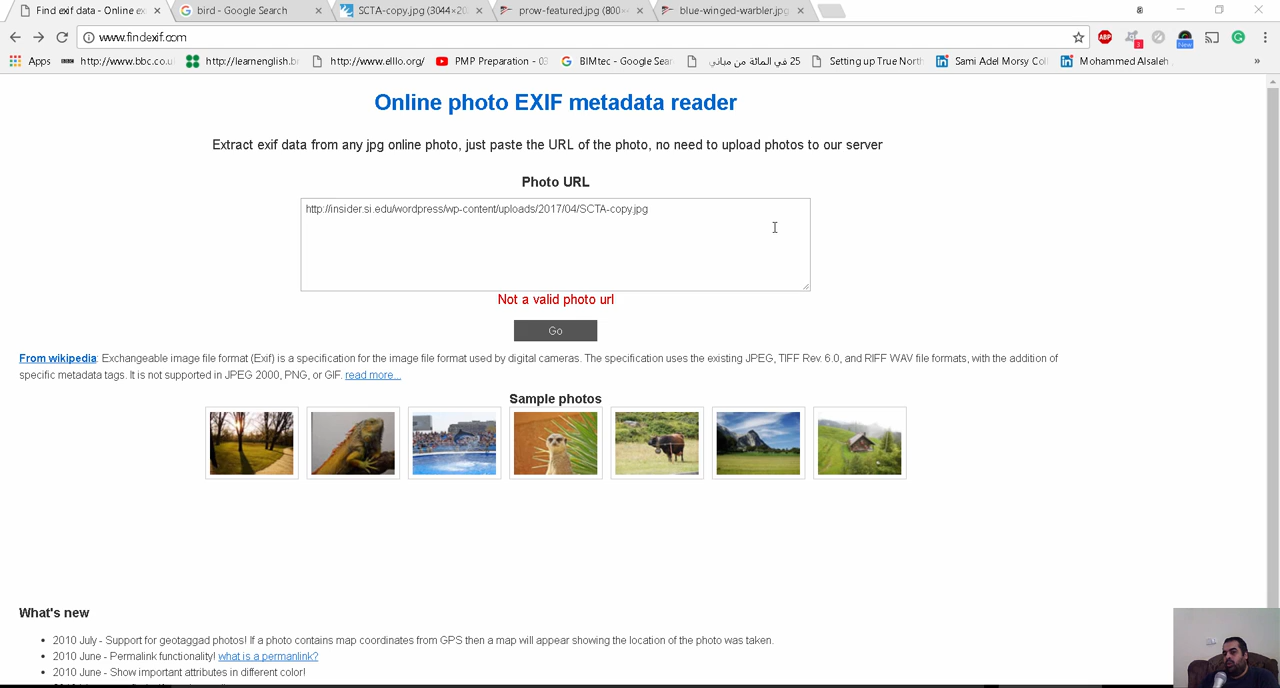 Find exif data - Online ex
bird - Google Search
SCTA-copy.jpg (3044×20
prow-featured.jpg (800×
blue-winged-warbler.jpg
www.findexif.com
ABP
3
New
Apps
http://www.bbc.co.u
http://learnenglish.b
http://www.elllo.org/
PMP Preparation - 03
BIMtec - Google Sear
25 في المائة من مباني
Setting up True North
Sami Adel Morsy Col
Mohammed Alsaleh
»
Online photo EXIF metadata reader
Extract exif data from any jpg online photo, just paste the URL of the photo, no need to upload photos to our server
Photo URL
http://insider.si.edu/wordpress/wp-content/uploads/2017/04/SCTA-copy.jpg
Not a valid photo url
Go
From wikipedia: Exchangeable image file format (Exif) is a specification for the image file format used by digital cameras. The specification uses the existing JPEG, TIFF Rev. 6.0, and RIFF WAV file formats, with the addition of
specific metadata tags. It is not supported in JPEG 2000, PNG, or GIF. read more...
Sample photos
What's new
2010 July - Support for geotaggad photos! If a photo contains map coordinates from GPS then a map will appear showing the location of the photo was taken.
2010 June - Permalink functionality! what is a permanlink?
2010 June - Show important attributes in different color!